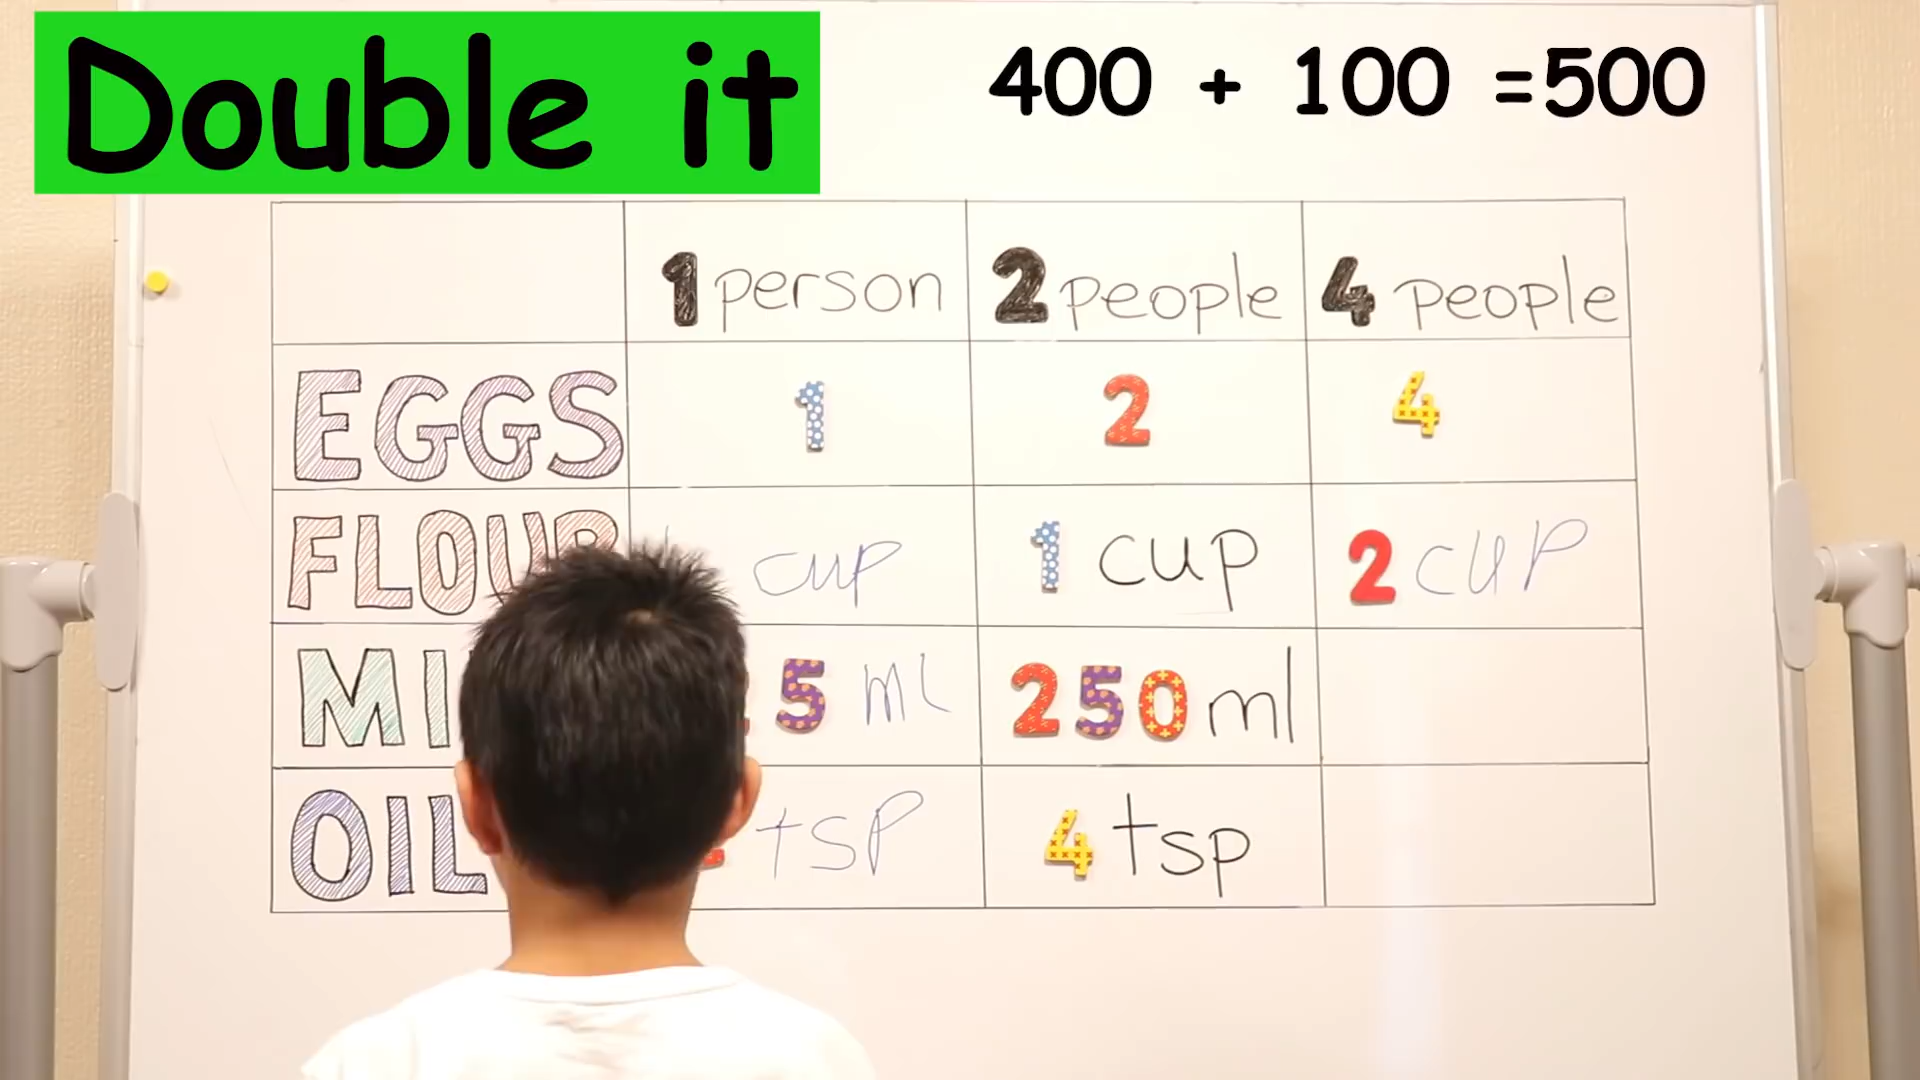 Double it
400 + 100 =500
1 person 2 people 4 people
EGGS 1 2 4
FLOUR cup 1 cup 2 cup
MI 5 ml 250 ml
OIL tsp 4 tsp